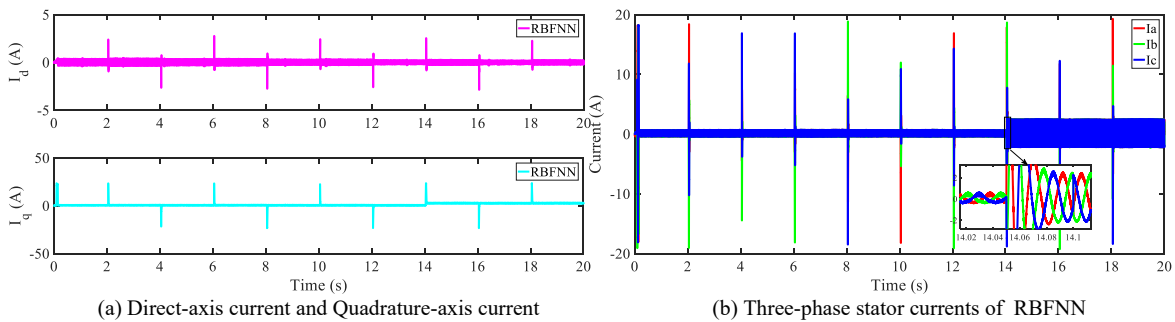 5
0
-5
I_d (A)
RBFNN
0 2 4 6 8 10 12 14 16 18 20
Time (s)
50
0
-50
I_q (A)
RBFNN
0 2 4 6 8 10 12 14 16 18 20
Time (s)
(a) Direct-axis current and Quadrature-axis current
20
10
0
-10
-20
Current (A)
Ia
Ib
Ic
2
0
-2
14.02 14.04 14.06 14.08 14.1
0 2 4 6 8 10 12 14 16 18 20
Time (s)
(b) Three-phase stator currents of RBFNN